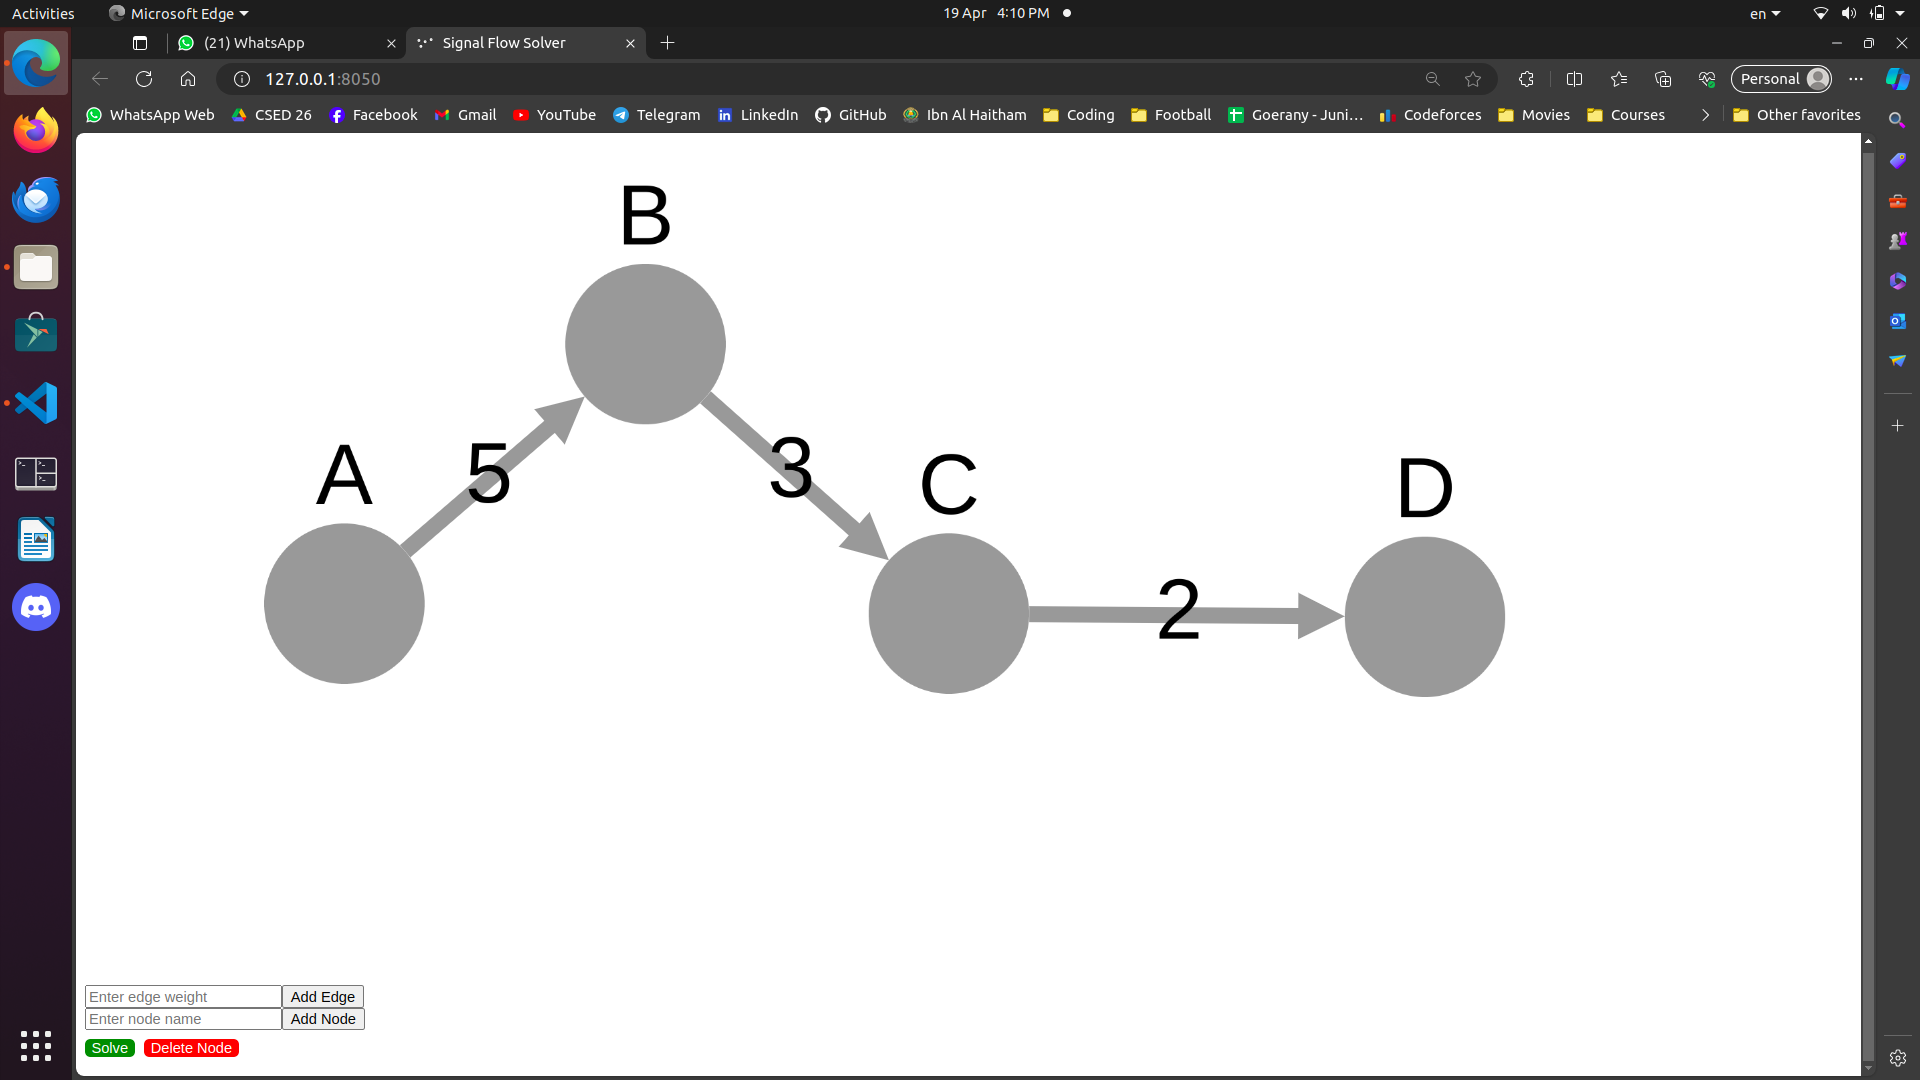 Activities
Microsoft Edge
19 Apr 4:10 PM
en
(21) WhatsApp
Signal Flow Solver
127.0.0.1:8050
Personal
WhatsApp Web
CSED 26
Facebook
Gmail
YouTube
Telegram
LinkedIn
GitHub
Ibn Al Haitham
Coding
Football
Goerany - Juni...
Codeforces
Movies
Courses
Other favorites
B
A
5
3
C
D
2
Enter edge weight
Add Edge
Enter node name
Add Node
Solve
Delete Node